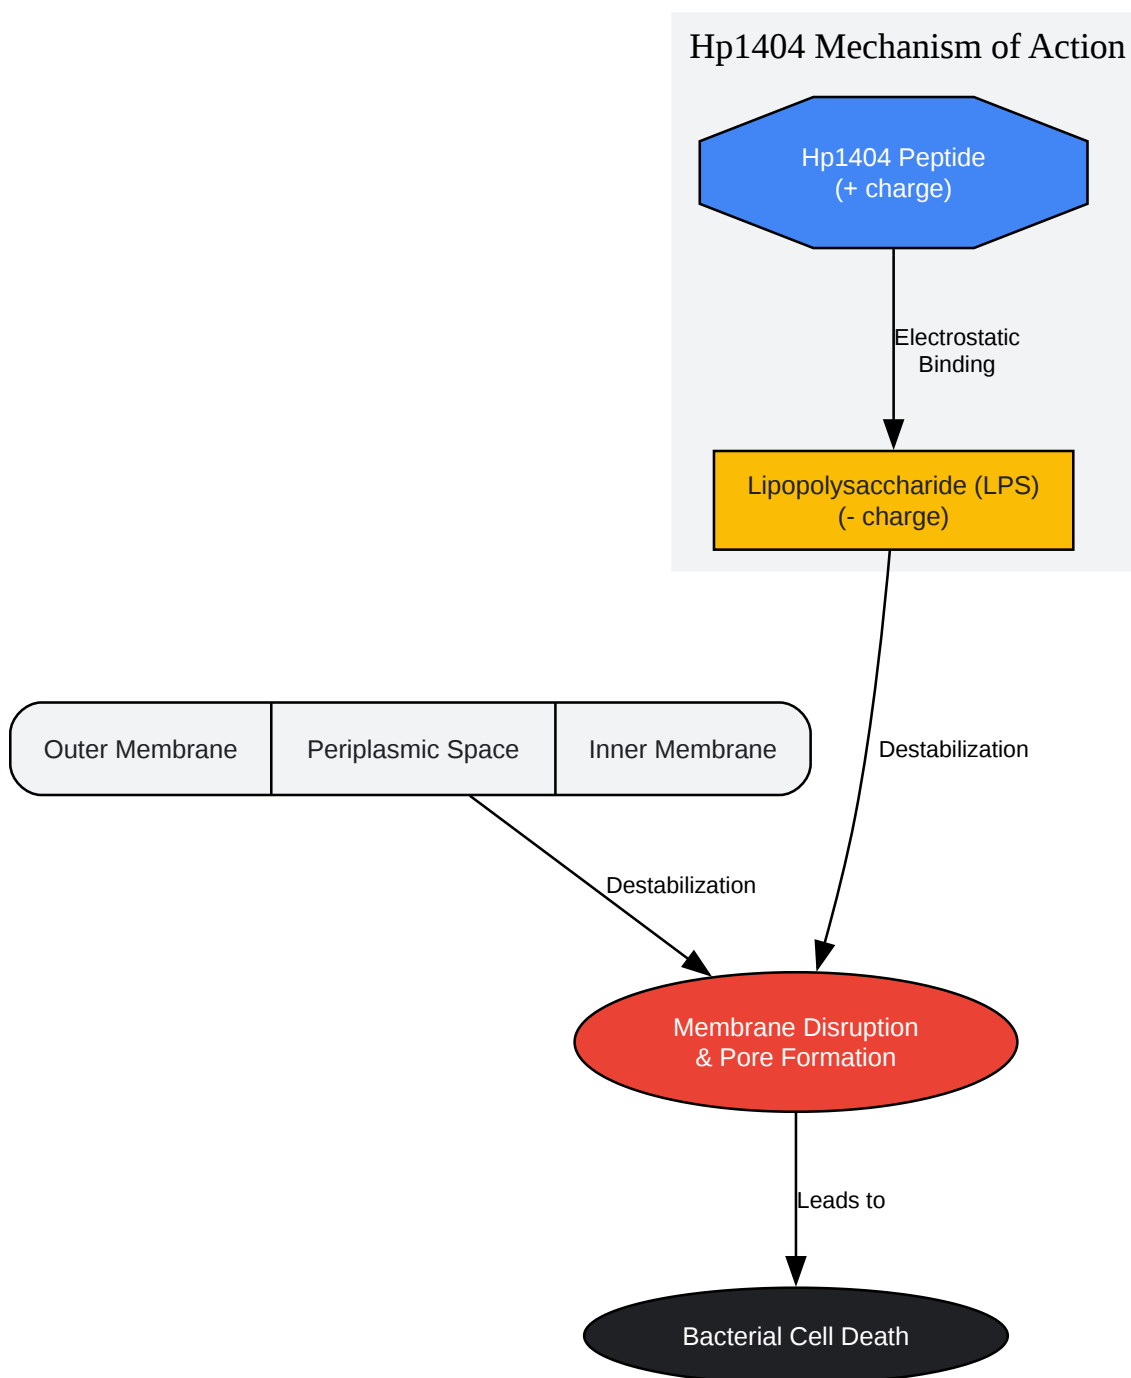 Hp1404 Mechanism of Action
Hp1404 Peptide
(+ charge)
Electrostatic
Binding
Lipopolysaccharide (LPS)
(- charge)
Outer Membrane
Periplasmic Space
Inner Membrane
Destabilization
Destabilization
Membrane Disruption
& Pore Formation
Leads to
Bacterial Cell Death